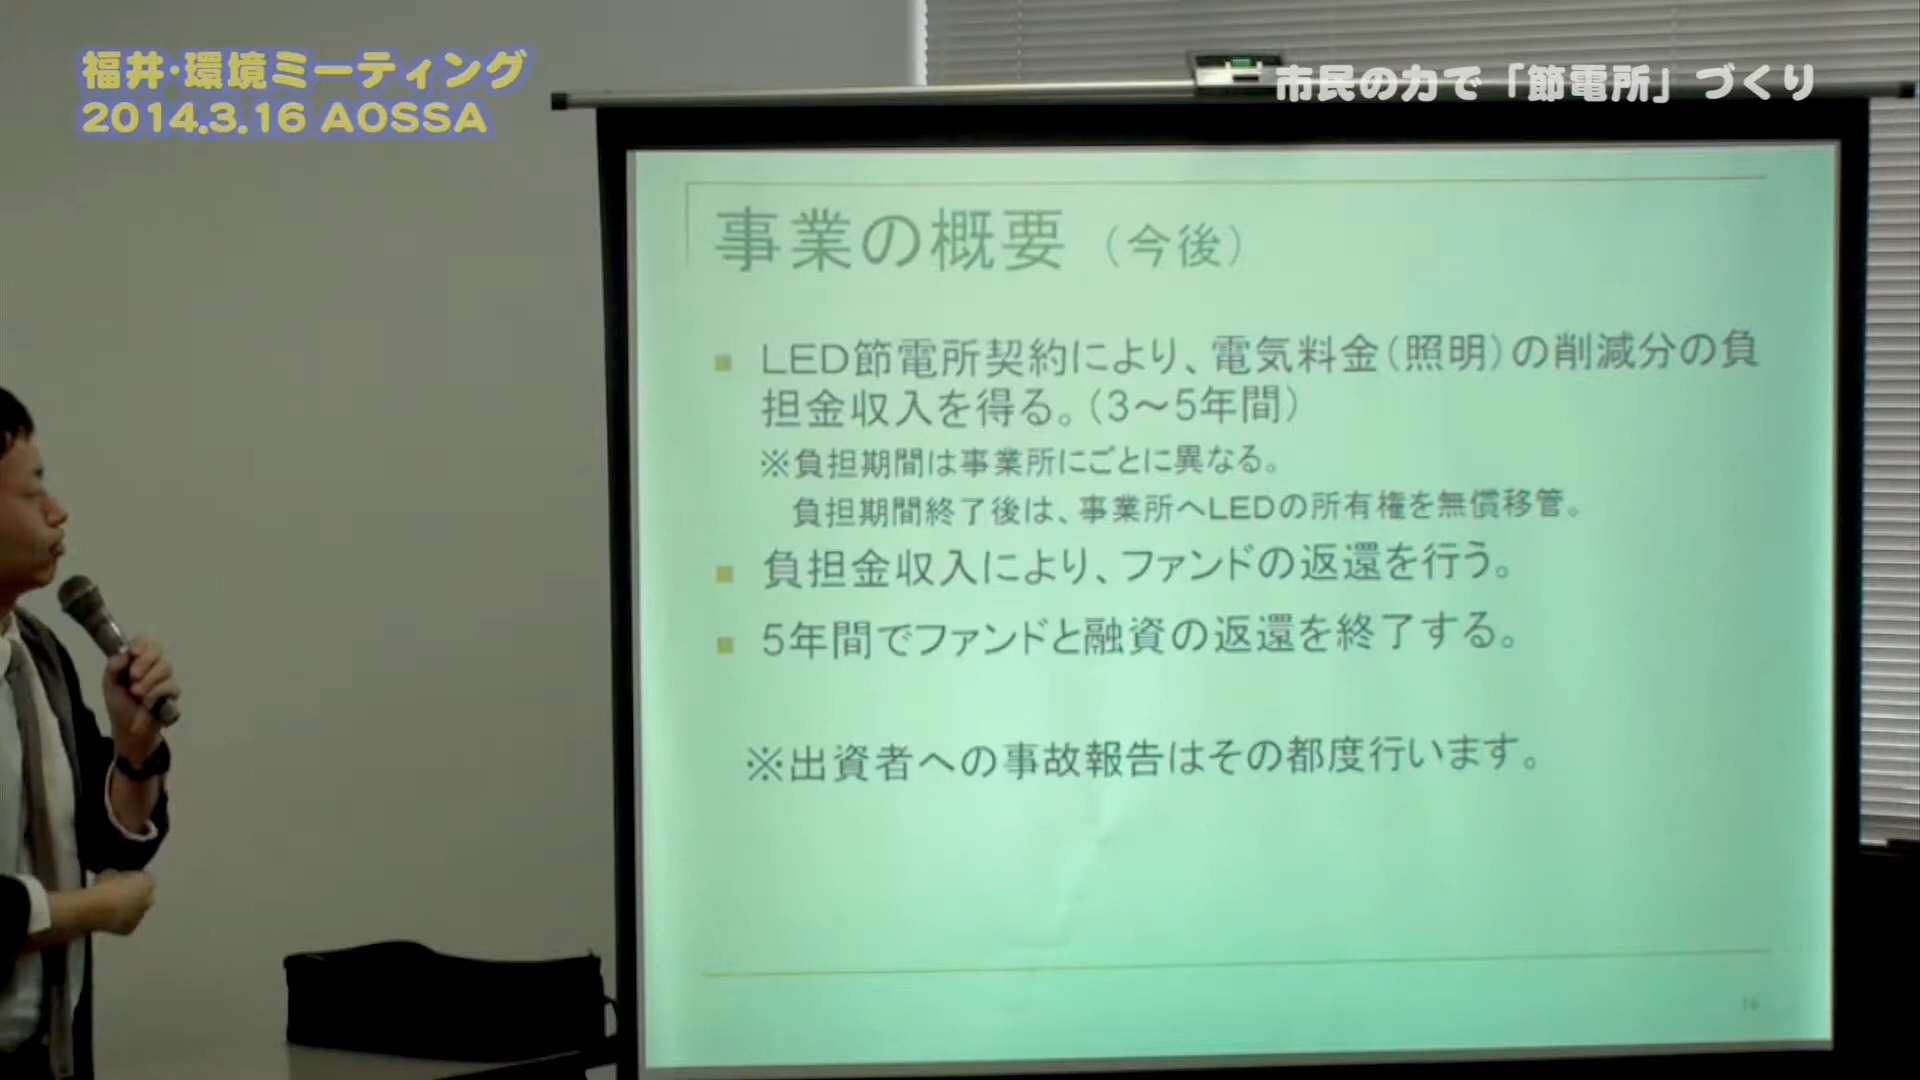 福井・環境ミーティング
2014.3.16 AOSSA
市民の力で「節電所」づくり
事業の概要（今後）
■ LED節電所契約により、電気料金（照明）の削減分の負
担金収入を得る。（3～5年間）
※負担期間は事業所にごとに異なる。
負担期間終了後は、事業所へLEDの所有権を無償移管。
■ 負担金収入により、ファンドの返還を行う。
■ 5年間でファンドと融資の返還を終了する。
※出資者への事故報告はその都度行います。
16